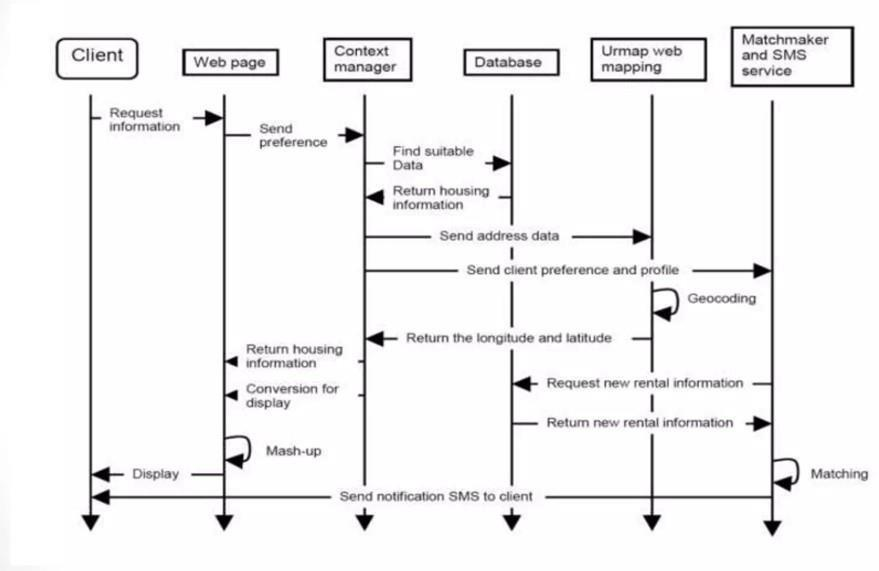 Client
Web page
Context
manager
Database
Urmap web
mapping
Matchmaker
and SMS
service
Request
information
Send
preference
Find suitable
Data
Return housing
information
Send address data
Send client preference and profile
Geocoding
Return the longitude and latitude
Return housing
information
Request new rental information
Conversion for
display
Return new rental information
Mash-up
Display
Matching
Send notification SMS to client